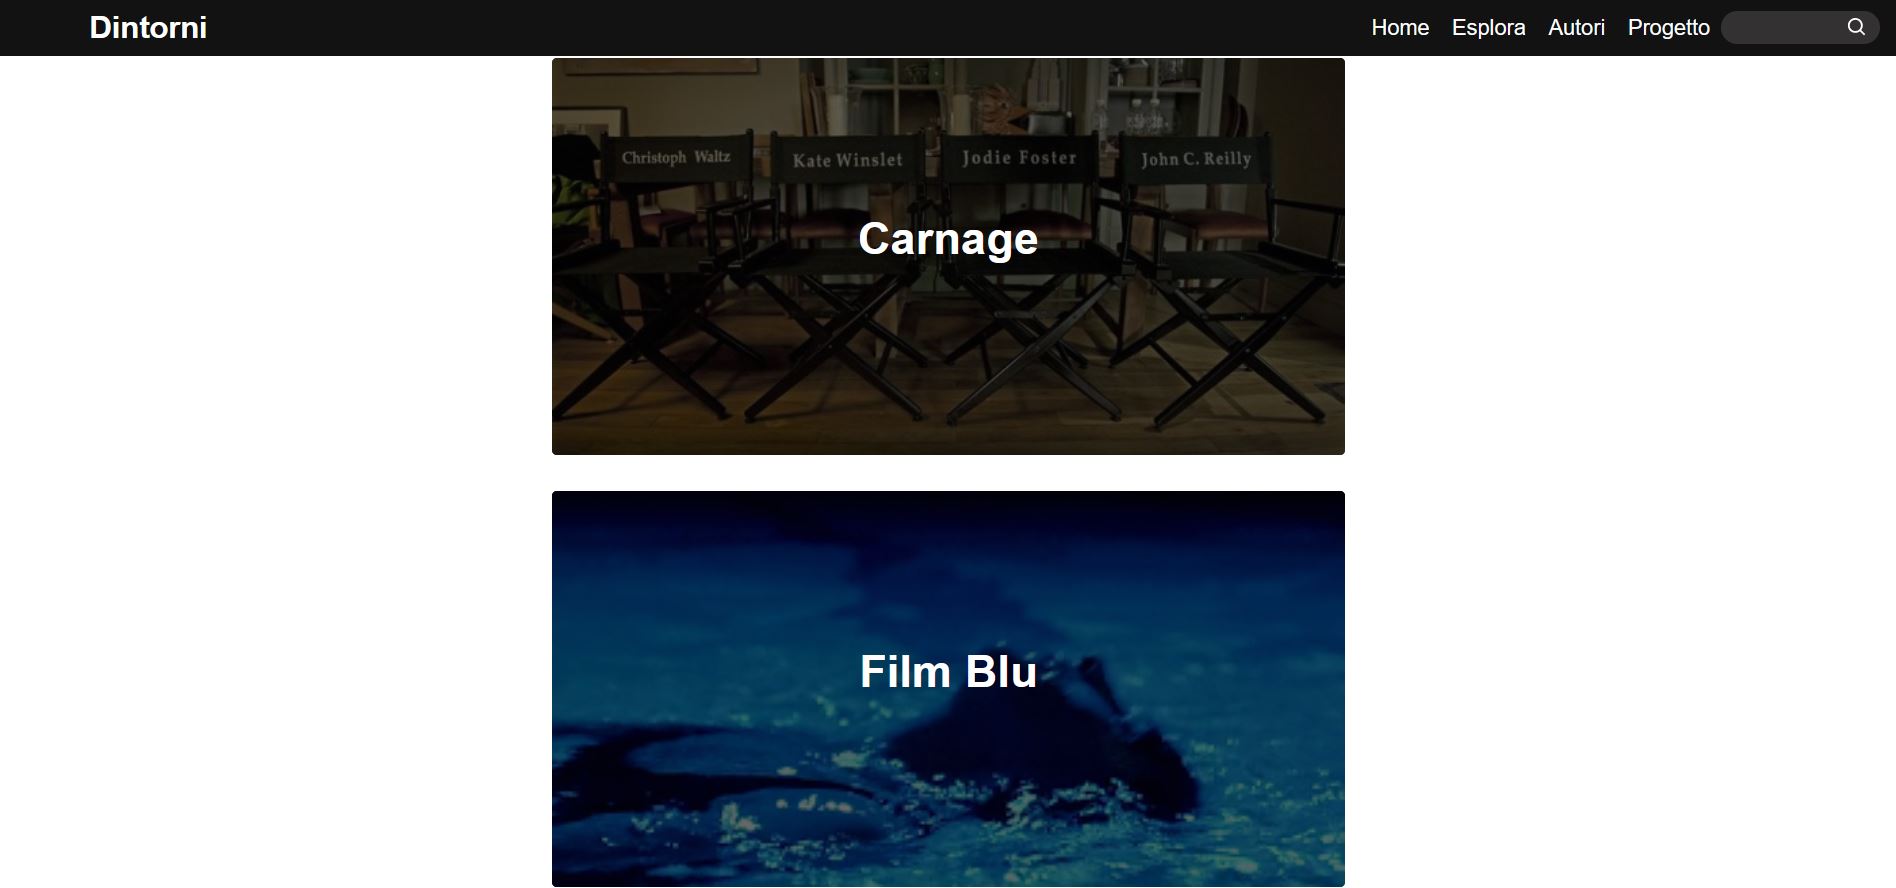 Dintorni
Home Esplora Autori Progetto
Christoph Waltz
Kate Winslet
Jodie Foster
John C. Reilly
Carnage
Film Blu